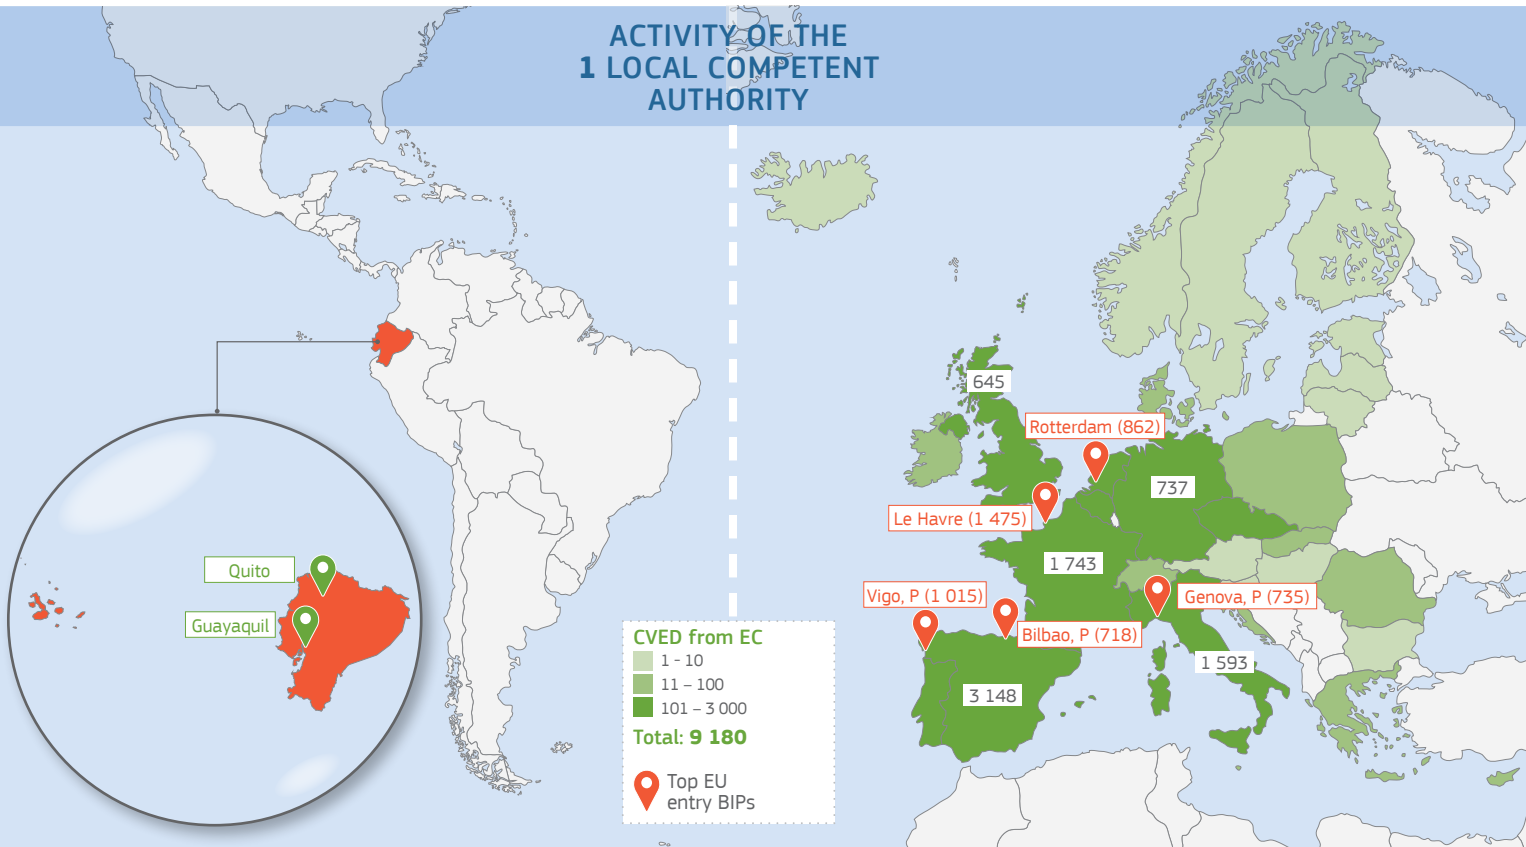 ACTIVITY OF THE
1 LOCAL COMPETENT
AUTHORITY
645
Rotterdam (862)
737
Le Havre (1 475)
1 743
Quito
Vigo, P (1 015)
Genova, P (735)
Guayaquil
Bilbao, P (718)
1 593
3 148
CVED from EC
1 - 10
11 – 100
101 – 3 000
Total: 9 180
Top EU
entry BIPs